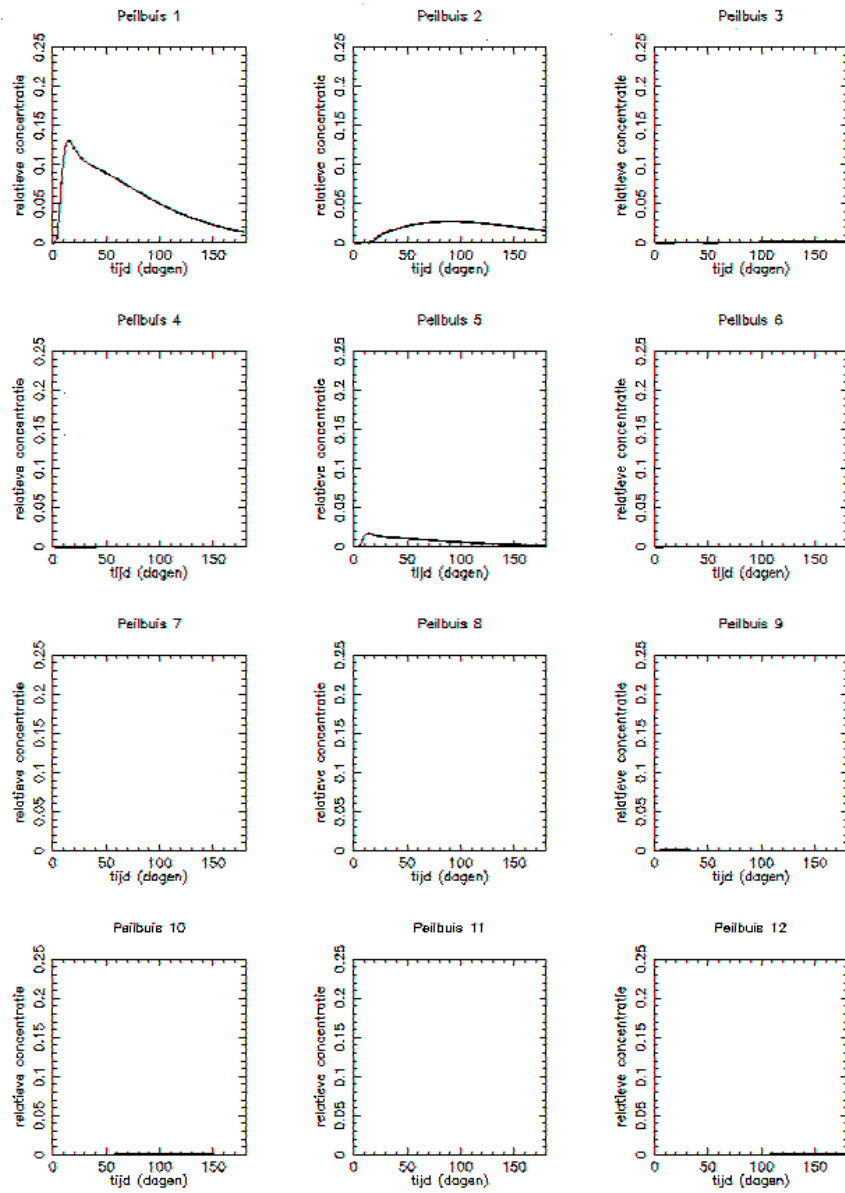 Peilbuis 1
Peilbuis 2
Peilbuis 3
relatieve concentratie
0 0.05 0.1 0.15 0.2 0.25
0 50 100 150
tijd (dagen)
relatieve concentratie
0 0.05 0.1 0.15 0.2 0.25
0 50 100 150
tijd (dagen)
relatieve concentratie
0 0.05 0.1 0.15 0.2 0.25
0 50 100 150
tijd (dagen)
Peilbuis 4
Peilbuis 5
Peilbuis 6
relatieve concentratie
0 0.05 0.1 0.15 0.2 0.25
0 50 100 150
tijd (dagen)
relatieve concentratie
0 0.05 0.1 0.15 0.2 0.25
0 50 100 150
tijd (dagen)
relatieve concentratie
0 0.05 0.1 0.15 0.2 0.25
0 50 100 150
tijd (dagen)
Peilbuis 7
Peilbuis 8
Peilbuis 9
relatieve concentratie
0 0.05 0.1 0.15 0.2 0.25
0 50 100 150
tijd (dagen)
relatieve concentratie
0 0.05 0.1 0.15 0.2 0.25
0 50 100 150
tijd (dagen)
relatieve concentratie
0 0.05 0.1 0.15 0.2 0.25
0 50 100 150
tijd (dagen)
Peilbuis 10
Peilbuis 11
Peilbuis 12
relatieve concentratie
0 0.05 0.1 0.15 0.2 0.25
0 50 100 150
tijd (dagen)
relatieve concentratie
0 0.05 0.1 0.15 0.2 0.25
0 50 100 150
tijd (dagen)
relatieve concentratie
0 0.05 0.1 0.15 0.2 0.25
0 50 100 150
tijd (dagen)